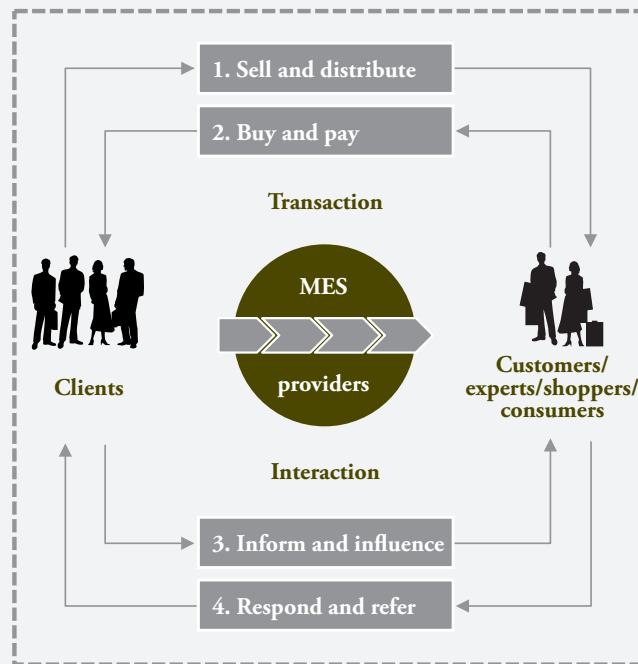 1. Sell and distribute
2. Buy and pay
Transaction
MES
providers
Clients
Customers/
experts/shoppers/
consumers
Interaction
3. Inform and influence
4. Respond and refer